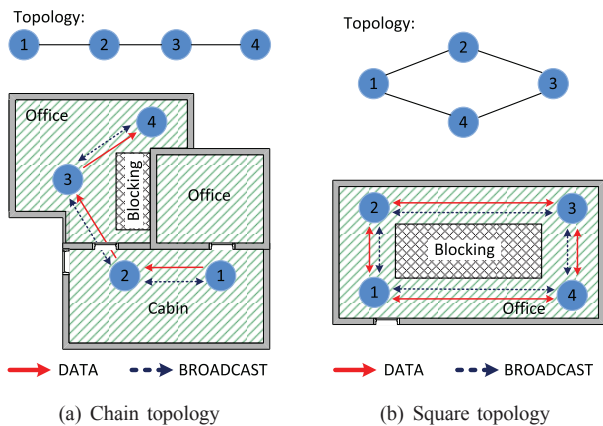 Topology:
1
2
3
4
Office
4
3
Blocking
Office
2
1
Cabin
DATA
BROADCAST
(a) Chain topology
Topology:
2
1
3
4
2
3
Blocking
1
4
Office
DATA
BROADCAST
(b) Square topology